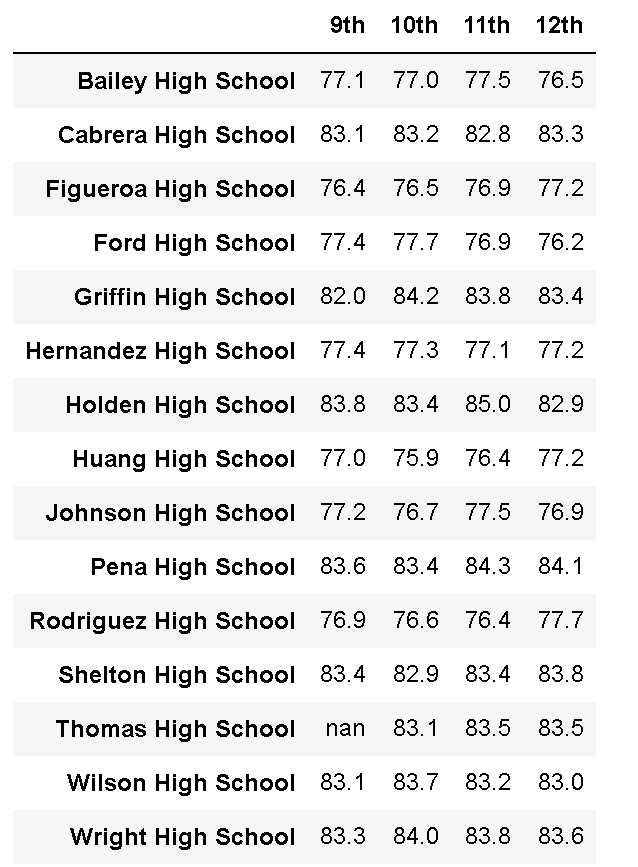 9th 10th 11th 12th
Bailey High School 77.1 77.0 77.5 76.5
Cabrera High School 83.1 83.2 82.8 83.3
Figueroa High School 76.4 76.5 76.9 77.2
Ford High School 77.4 77.7 76.9 76.2
Griffin High School 82.0 84.2 83.8 83.4
Hernandez High School 77.4 77.3 77.1 77.2
Holden High School 83.8 83.4 85.0 82.9
Huang High School 77.0 75.9 76.4 77.2
Johnson High School 77.2 76.7 77.5 76.9
Pena High School 83.6 83.4 84.3 84.1
Rodriguez High School 76.9 76.6 76.4 77.7
Shelton High School 83.4 82.9 83.4 83.8
Thomas High School nan 83.1 83.5 83.5
Wilson High School 83.1 83.7 83.2 83.0
Wright High School 83.3 84.0 83.8 83.6